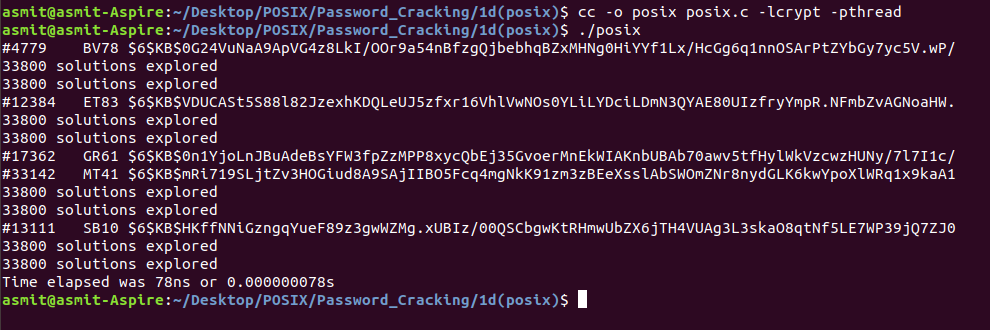 asmit@asmit-Aspire:~/Desktop/POSIX/Password_Cracking/1d(posix)$ cc -o posix posix.c -lcrypt -pthread
asmit@asmit-Aspire:~/Desktop/POSIX/Password_Cracking/1d(posix)$ ./posix
#4779   BV78 $6$KB$0G24VuNaA9ApVG4z8LkI/OOr9a54nBfzgQjbebhqBZxMHNg0HiYYf1Lx/HcGg6q1nnOSArPtZYbGy7yc5V.wP/
33800 solutions explored
33800 solutions explored
#12384  ET83 $6$KB$VDUCASt5S88l82JzexhKDQLeUJ5zfxr16VhlVwNOs0YLiLYDciLDmN3QYAE80UIzfryYmpR.NFmbZvAGNoaHW.
33800 solutions explored
33800 solutions explored
#17362  GR61 $6$KB$0n1YjoLnJBuAdeBsYFW3fpZzMPP8xycQbEj35GvoerMnEkWIAKnbUBAb70awv5tfHylWkVzcwzHUNy/7l7I1c/
#33142  MT41 $6$KB$mRi719SLjtZv3HOGiud8A9SAjIIBO5Fcq4mgNkK91zm3zBEeXsslAbSWOmZNr8nydGLK6kwYpoXlWRq1x9kaA1
33800 solutions explored
33800 solutions explored
#13111  SB10 $6$KB$HKffNNiGzngqYueF89z3gwWZMg.xUBIz/00QSCbgwKtRHmwUbZX6jTH4VUAg3L3skaO8qtNf5LE7WP39jQ7ZJ0
33800 solutions explored
33800 solutions explored
Time elapsed was 78ns or 0.000000078s
asmit@asmit-Aspire:~/Desktop/POSIX/Password_Cracking/1d(posix)$